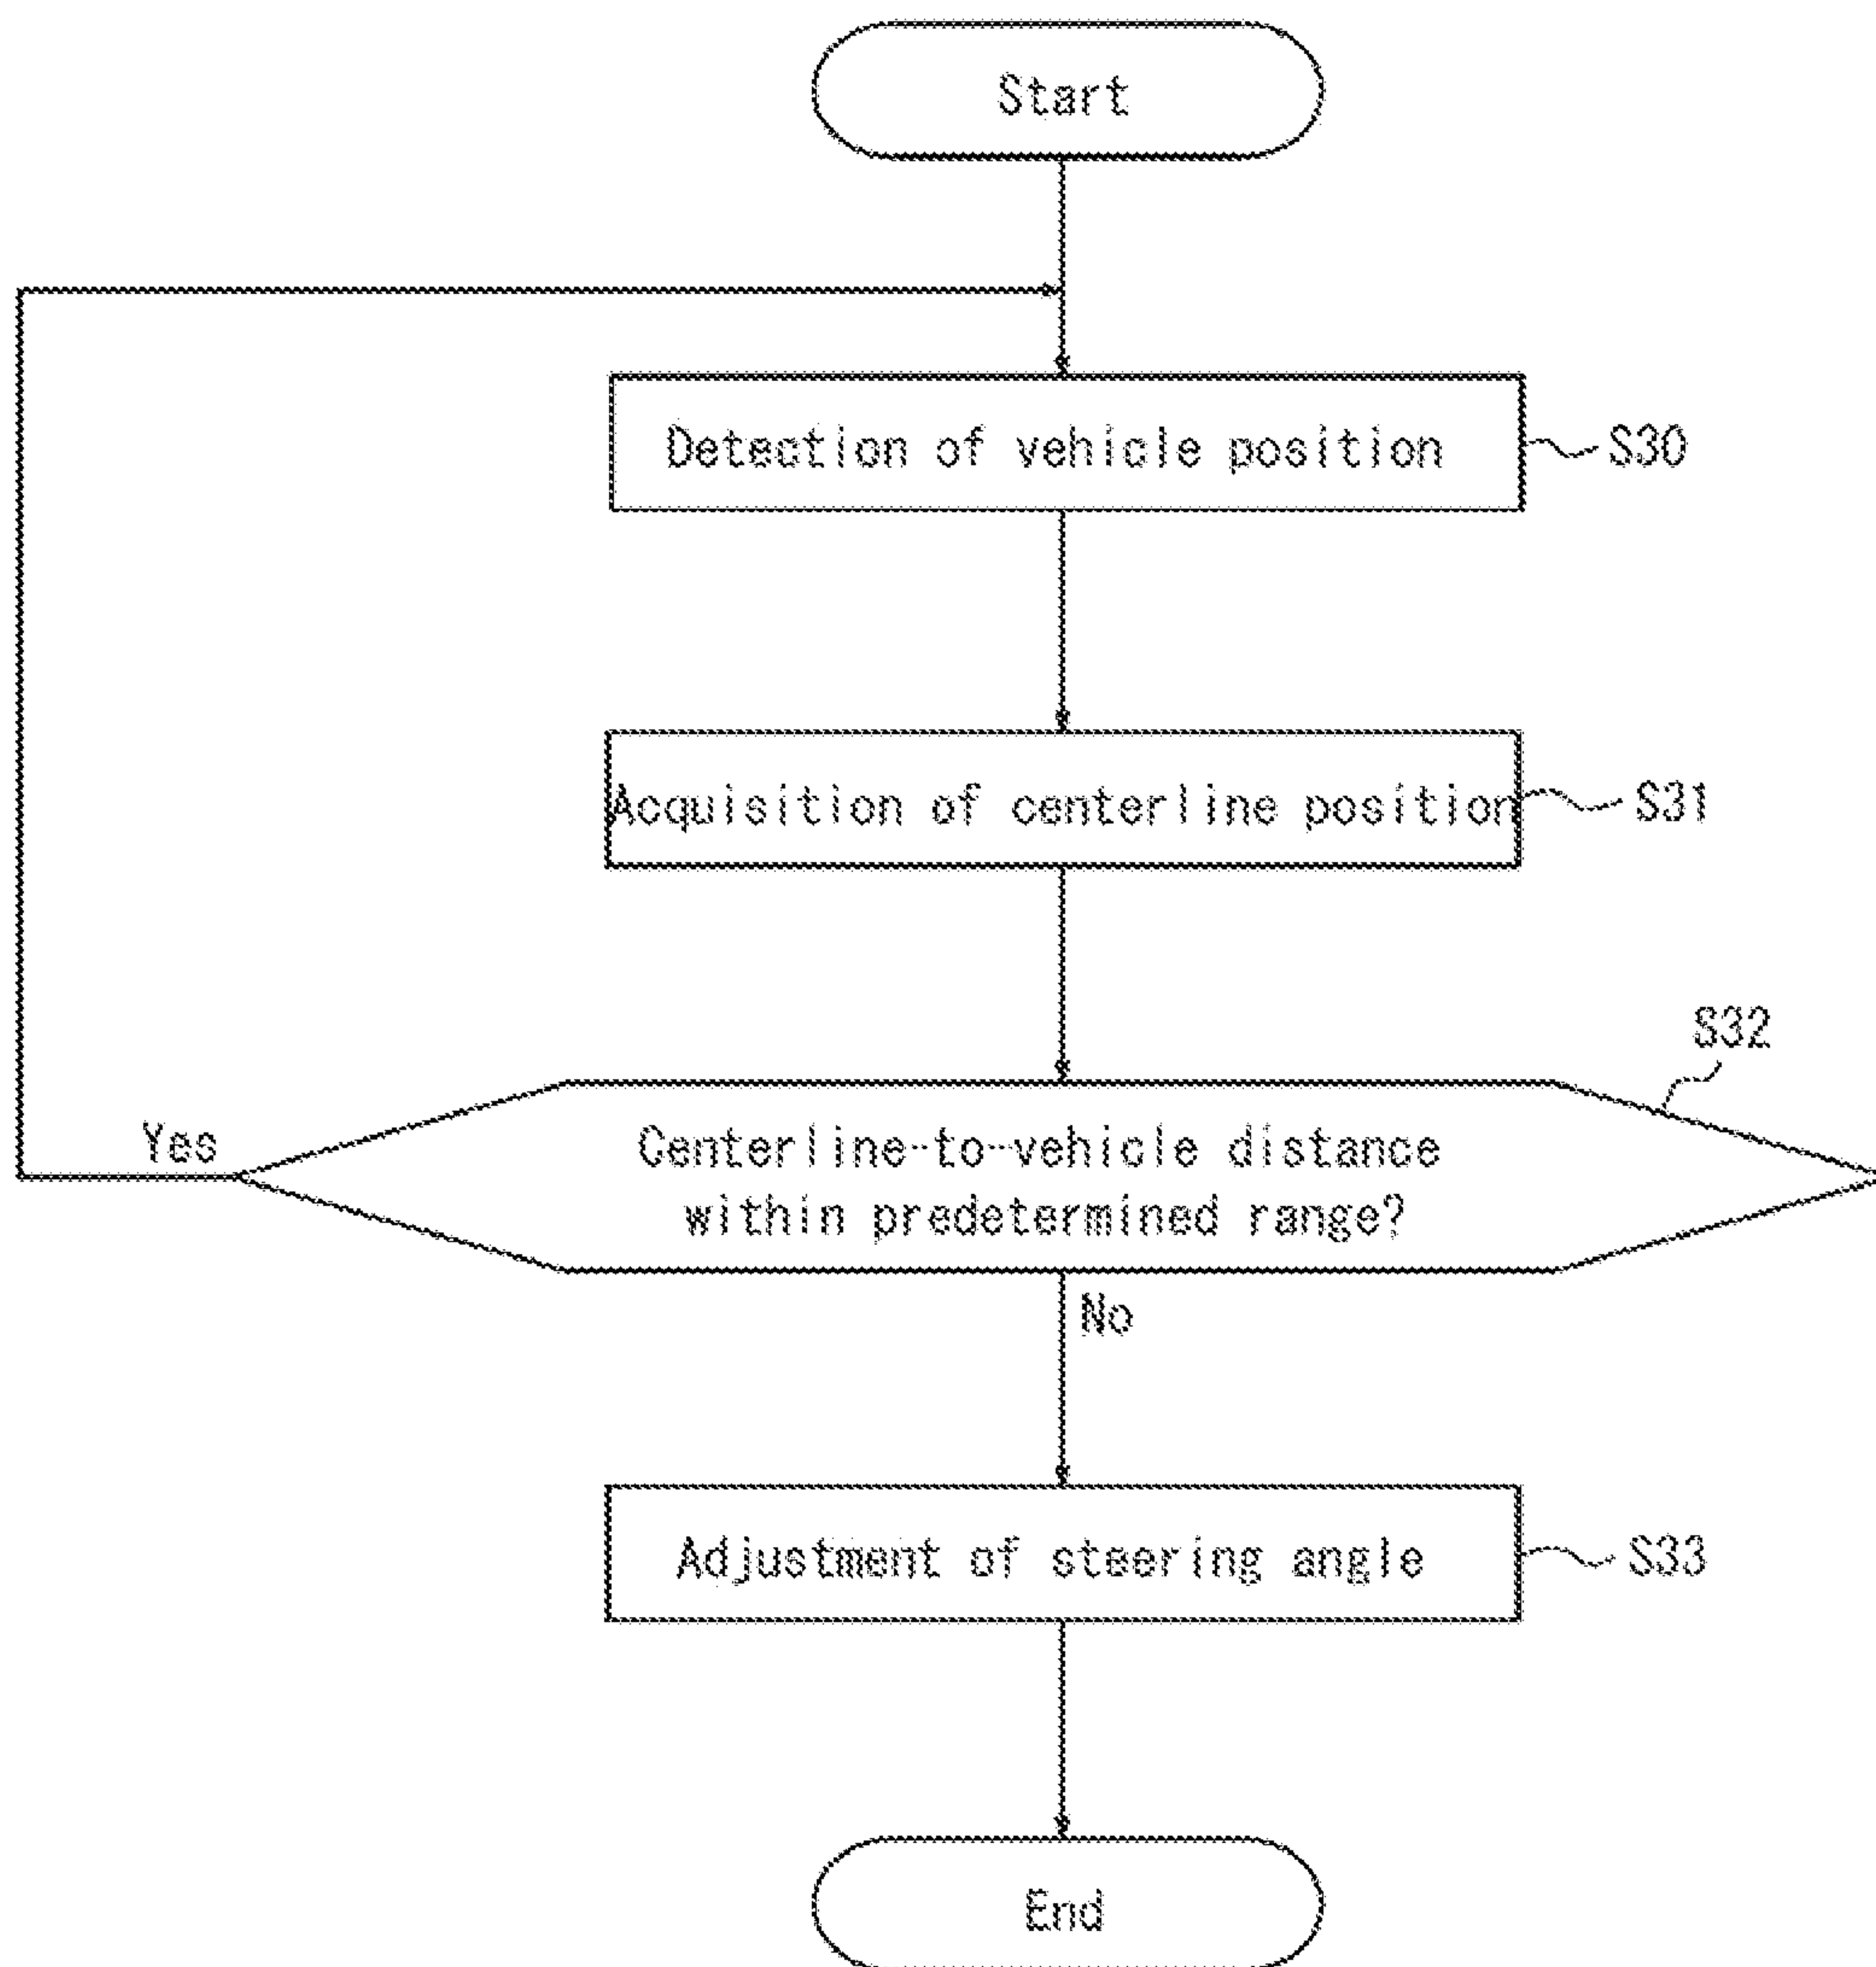 Start
Detection of vehicle position
S30
Acquisition of centerline position
S31
S32
Yes
Centerline-to-vehicle distance
within predetermined range?
No
Adjustment of steering angle
S33
End